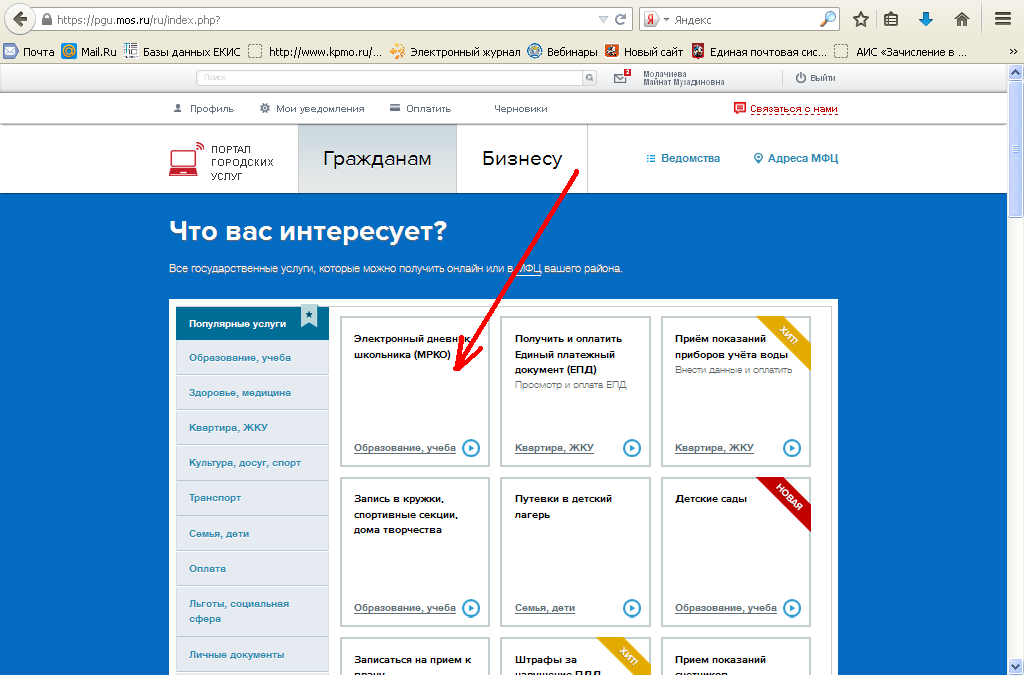 https://pgu.mos.ru/ru/index.php?
Яндекс
Почта
Mail.Ru
Базы данных ЕКИС
http://www.kpmo.ru/...
Электронный журнал
Вебинары
Новый сайт
Единая почтовая сис...
АИС «Зачисление в ...
Поиск
Молачиева
Майнат Мухадиновна
Выйти
Профиль
Мои уведомления
Оплатить
Черновики
Связаться с нами
ПОРТАЛ
ГОРОДСКИХ
УСЛУГ
Гражданам
Бизнесу
Ведомства
Адреса МФЦ
Что вас интересует?
Все государственные услуги, которые можно получить онлайн или в МФЦ вашего района.
Популярные услуги
Образование, учеба
Здоровье, медицина
Квартира, ЖКУ
Культура, досуг, спорт
Транспорт
Семья, дети
Оплата
Льготы, социальная
сфера
Личные документы
Электронный дневник
школьника (МРКО)
Образование, учеба
Получить и оплатить
Единый платежный
документ (ЕПД)
Просмотр и оплата ЕПД
Квартира, ЖКУ
ХИТ!
Приём показаний
приборов учёта воды
Внести данные и оплатить
Квартира, ЖКУ
Запись в кружки,
спортивные секции,
дома творчества
Образование, учеба
Путевки в детский
лагерь
Семья, дети
НОВАЯ
Детские сады
Образование, учеба
Записаться на прием к
врачу
ХИТ!
Штрафы за
нарушение ПДД
Прием показаний
счетчиков